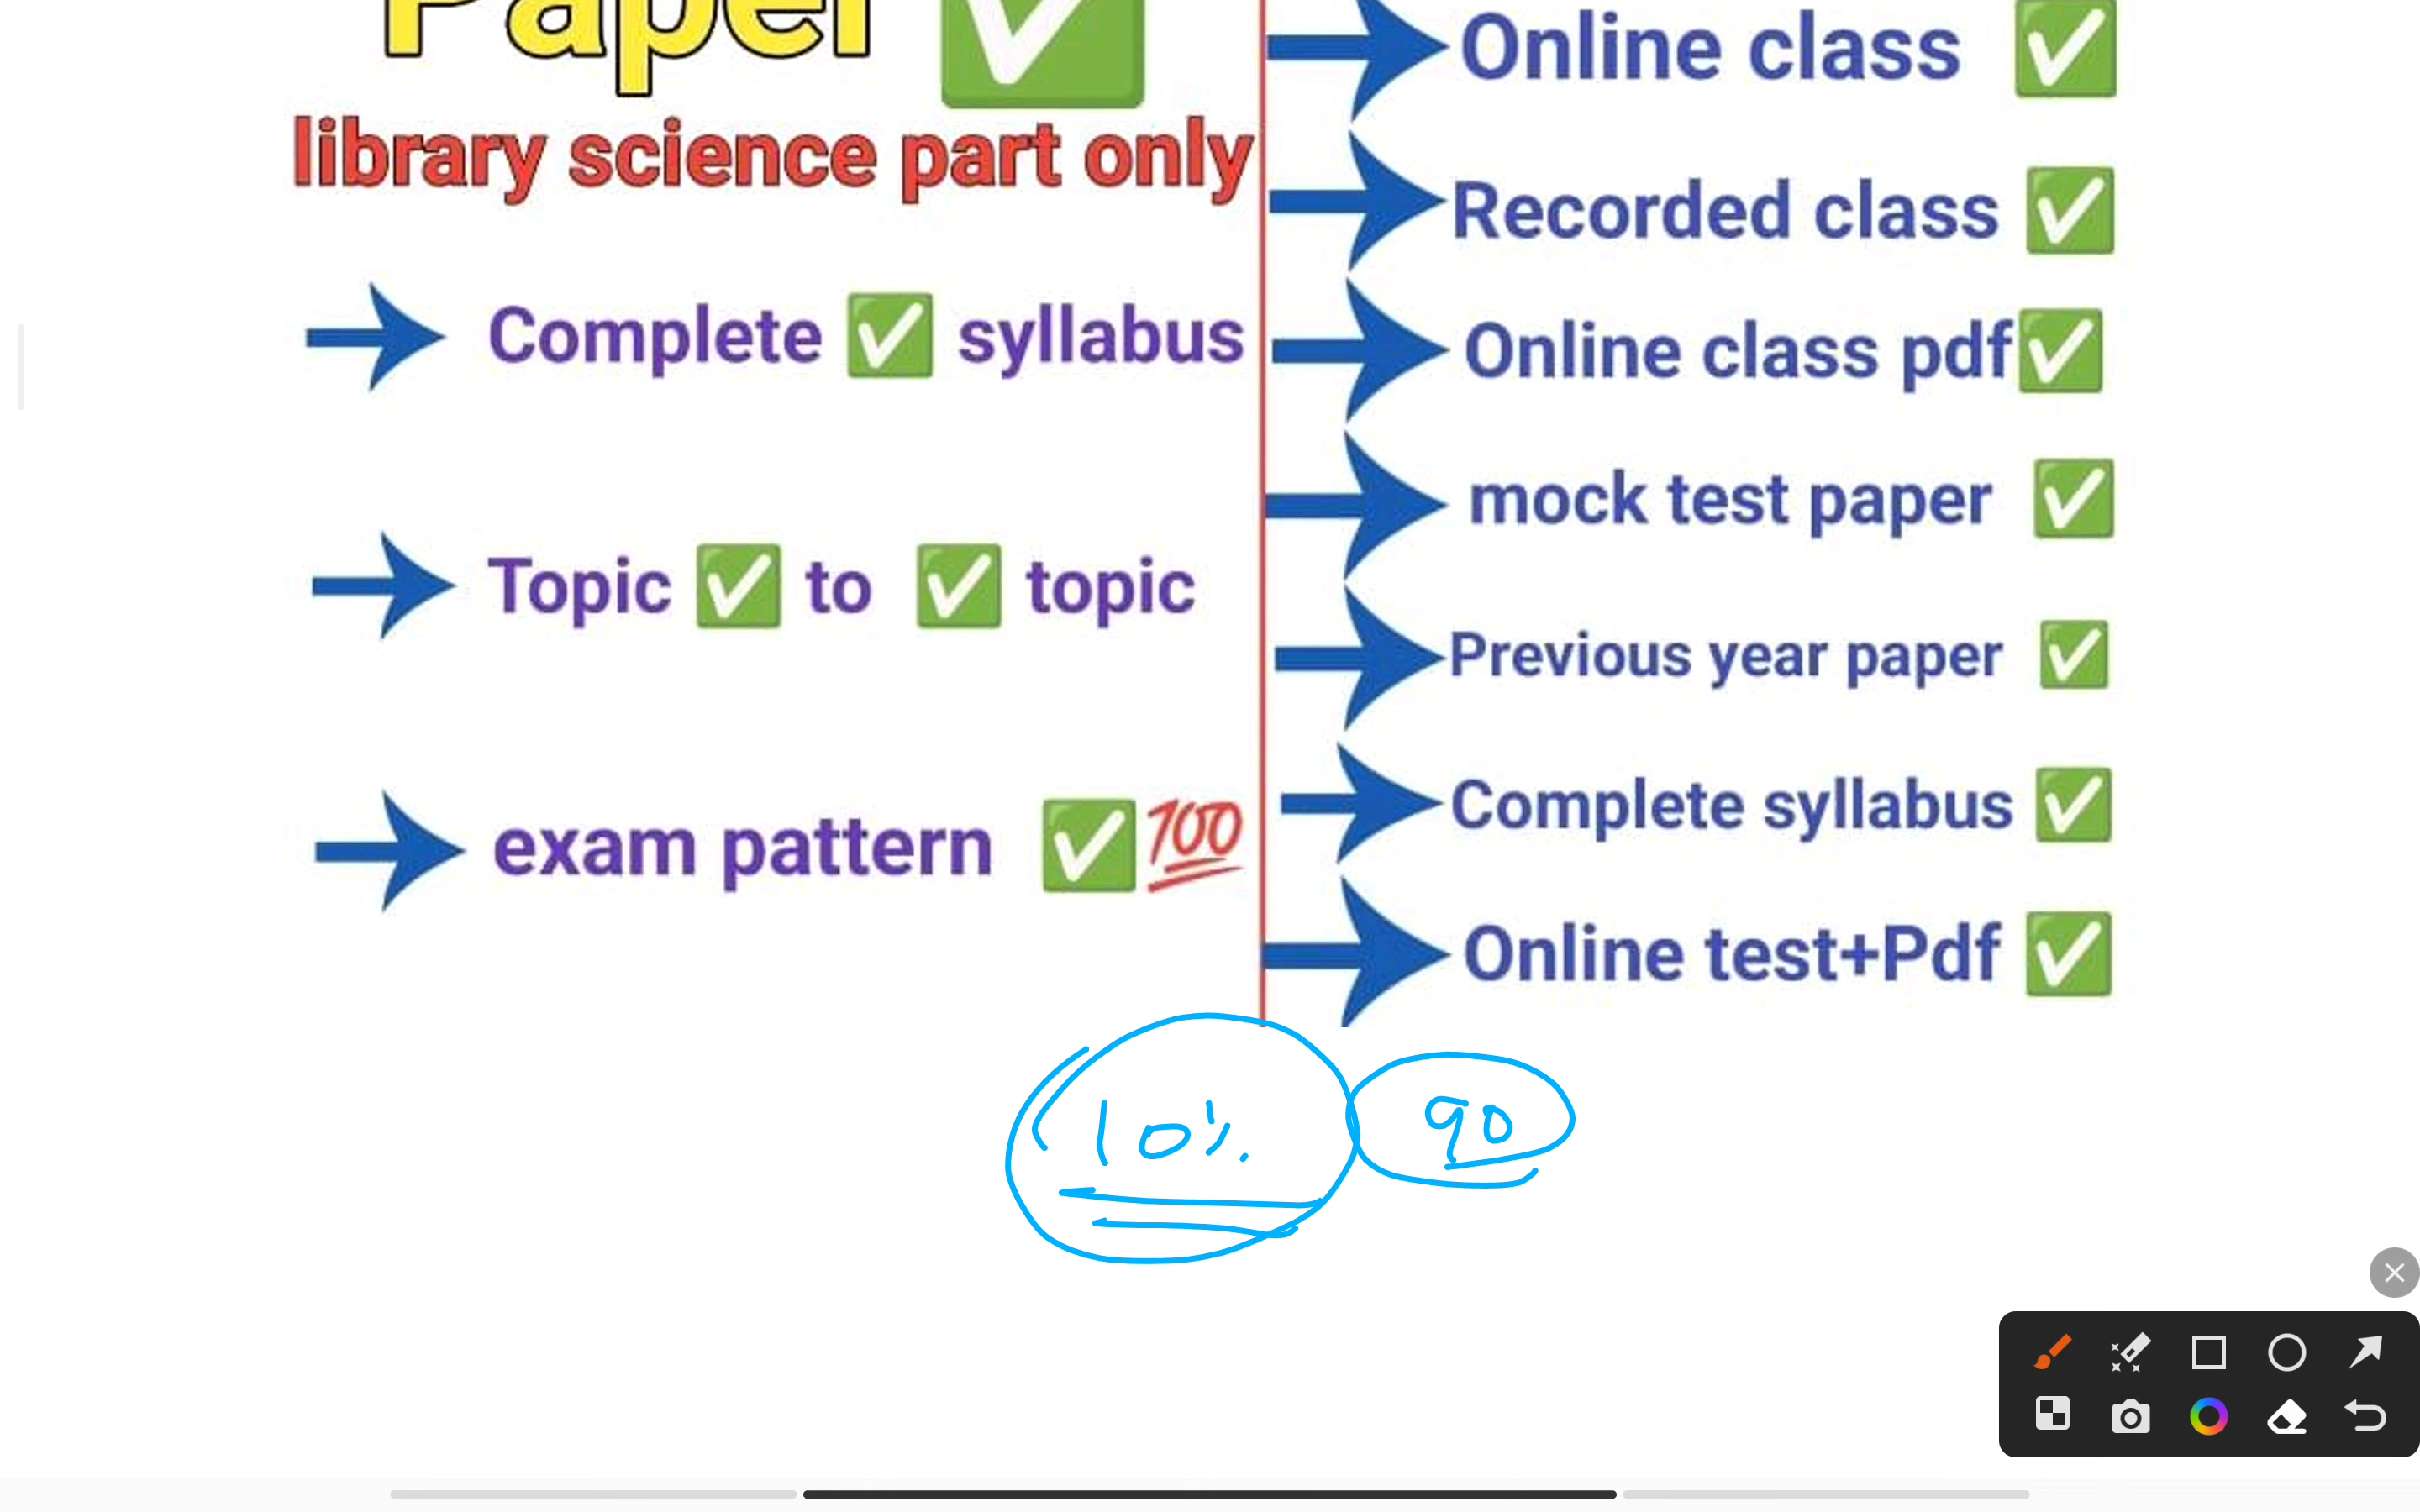 Paper ✅
library science part only
Complete ✅ syllabus
Topic ✅ to ✅ topic
exam pattern ✅💯
Online class ✅
Recorded class ✅
Online class pdf✅
mock test paper ✅
Previous year paper ✅
Complete syllabus ✅
Online test+Pdf ✅
10%
90